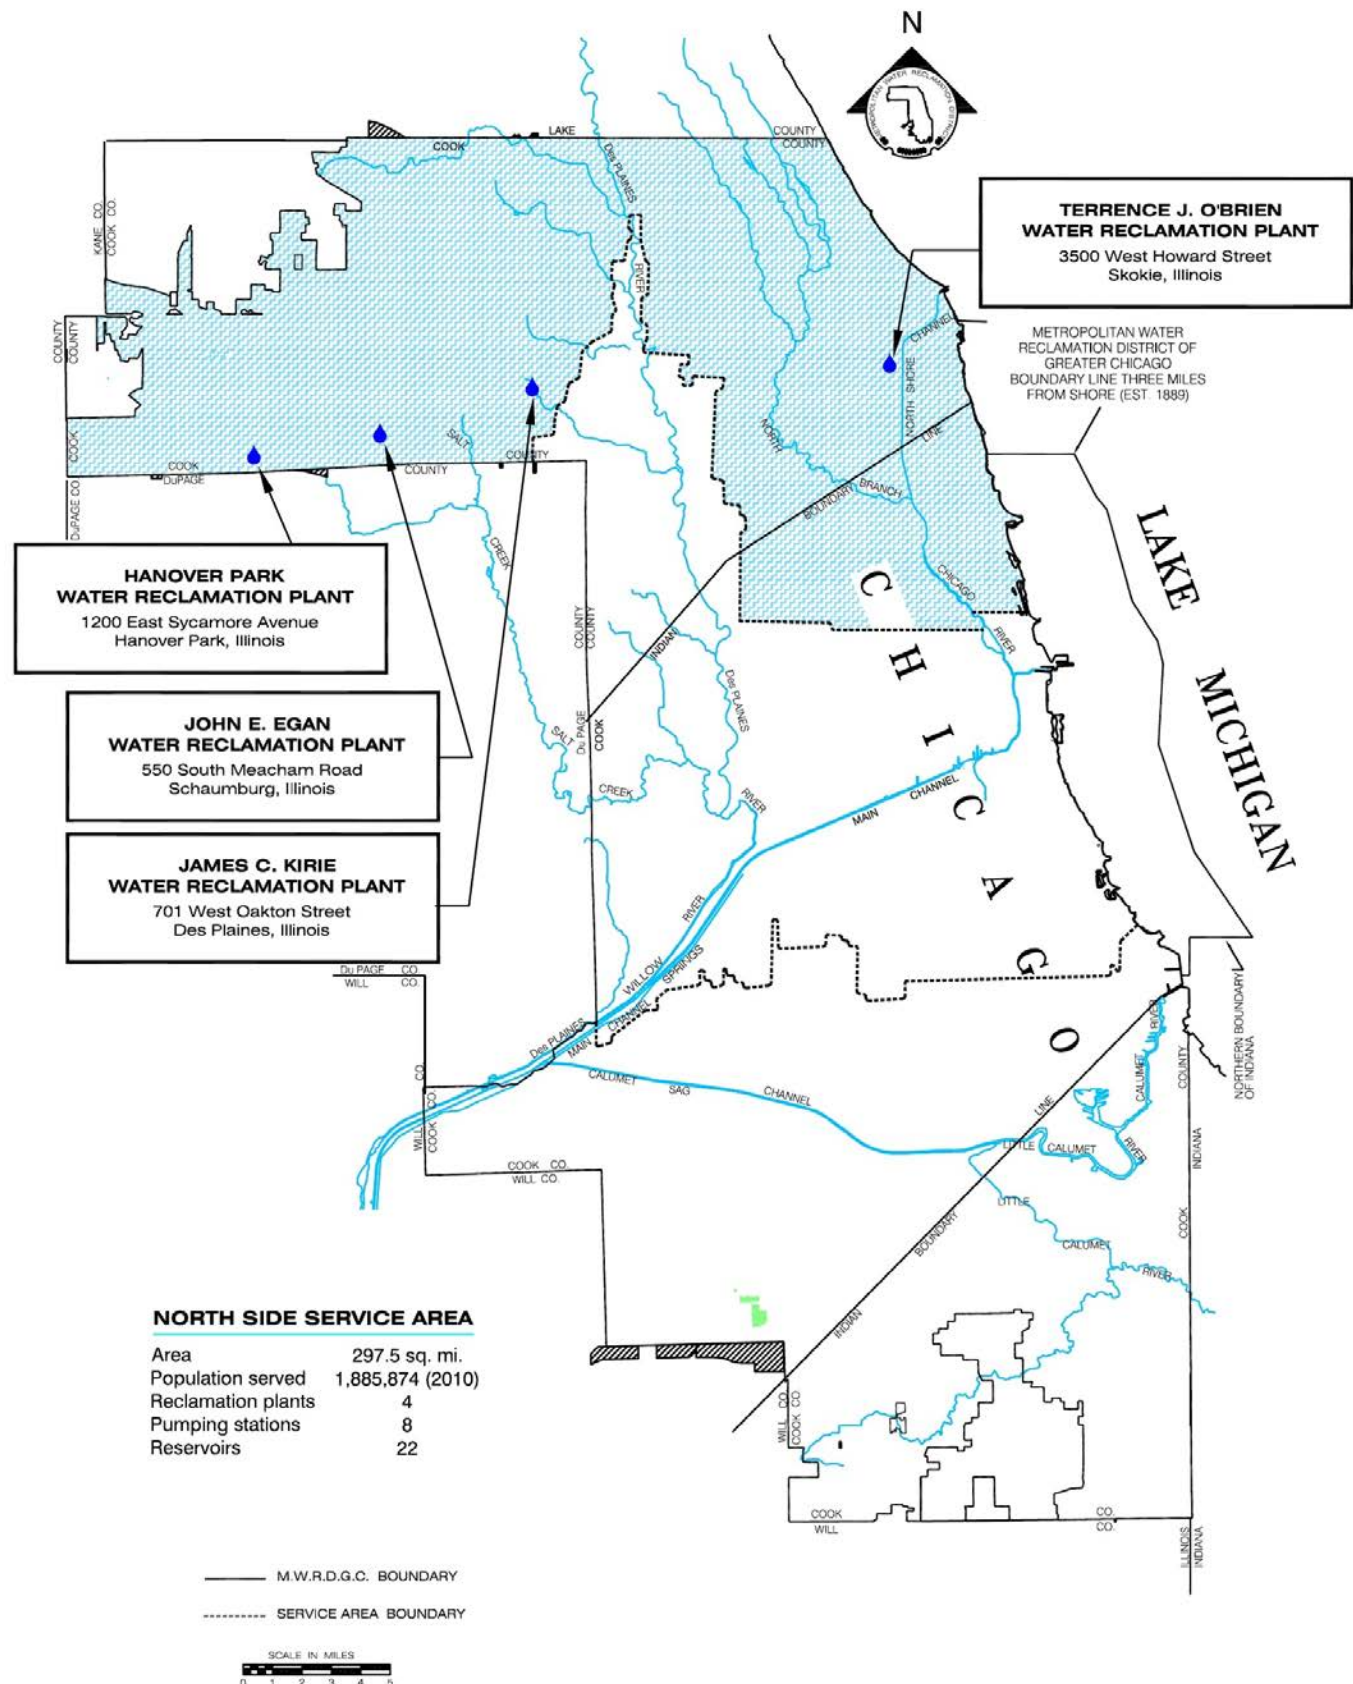 N
METROPOLITAN WATER RECLAMATION DISTRICT
LAKE
COUNTY
COOK
COUNTY
Des PLAINES
TERRENCE J. O'BRIEN
WATER RECLAMATION PLANT
3500 West Howard Street
Skokie, Illinois
KANE CO.
COOK CO.
RIVER
CHANNEL
METROPOLITAN WATER
RECLAMATION DISTRICT OF
GREATER CHICAGO
BOUNDARY LINE THREE MILES
FROM SHORE (EST. 1889)
COUNTY
COUNTY
NORTH SHORE
LINE
COOK
SALT
NORTH
COOK
DuPAGE
COUNTY
COUNTY
BOUNDARY
BRANCH
DuPAGE CO.
LAKE
MICHIGAN
CREEK
HANOVER PARK
WATER RECLAMATION PLANT
1200 East Sycamore Avenue
Hanover Park, Illinois
CHICAGO
CHICAGO
COUNTY
COUNTY
INDIAN
RIVER
Des PLAINES
JOHN E. EGAN
WATER RECLAMATION PLANT
550 South Meacham Road
Schaumburg, Illinois
SALT
Du PAGE
COOK
CREEK
RIVER
MAIN
CHANNEL
JAMES C. KIRIE
WATER RECLAMATION PLANT
701 West Oakton Street
Des Plaines, Illinois
RIVER
WILLOW
SPRINGS
Du PAGE CO.
WILL CO.
CHANNEL
Des PLAINES
MAIN
RIVER
NORTHERN BOUNDARY
OF INDIANA
CALUMET
COUNTY
CO.
WILL CO.
COOK CO.
CALUMET
SAG
CHANNEL
LINE
LITTLE
CALUMET
RIVER
INDIANA
COOK CO.
WILL CO.
LITTLE
CALUMET
RIVER
COOK
BOUNDARY
INDIAN
NORTH SIDE SERVICE AREA
Area 297.5 sq. mi.
Population served 1,885,874 (2010)
Reclamation plants 4
Pumping stations 8
Reservoirs 22
WILL CO.
COOK CO
COOK
WILL
CO.
CO.
ILLINOIS
INDIANA
M.W.R.D.G.C. BOUNDARY
SERVICE AREA BOUNDARY
SCALE IN MILES
0 1 2 3 4 5